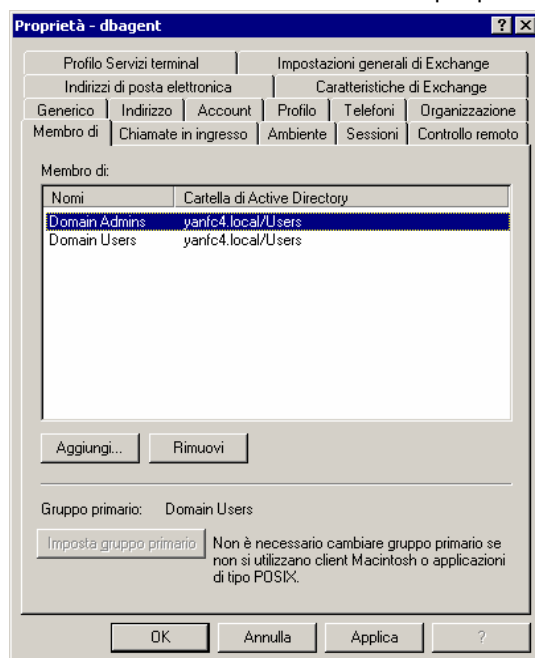 Proprietà - dbagent
Profilo Servizi terminal Impostazioni generali di Exchange
Indirizzi di posta elettronica Caratteristiche di Exchange
Generico Indirizzo Account Profilo Telefoni Organizzazione
Membro di Chiamate in ingresso Ambiente Sessioni Controllo remoto
Membro di:
Nomi Cartella di Active Directory
Domain Admins yanfc4.local/Users
Domain Users yanfc4.local/Users
Aggiungi... Rimuovi
Gruppo primario: Domain Users
Imposta gruppo primario
Non è necessario cambiare gruppo primario se
non si utilizzano client Macintosh o applicazioni
di tipo POSIX.
OK Annulla Applica ?